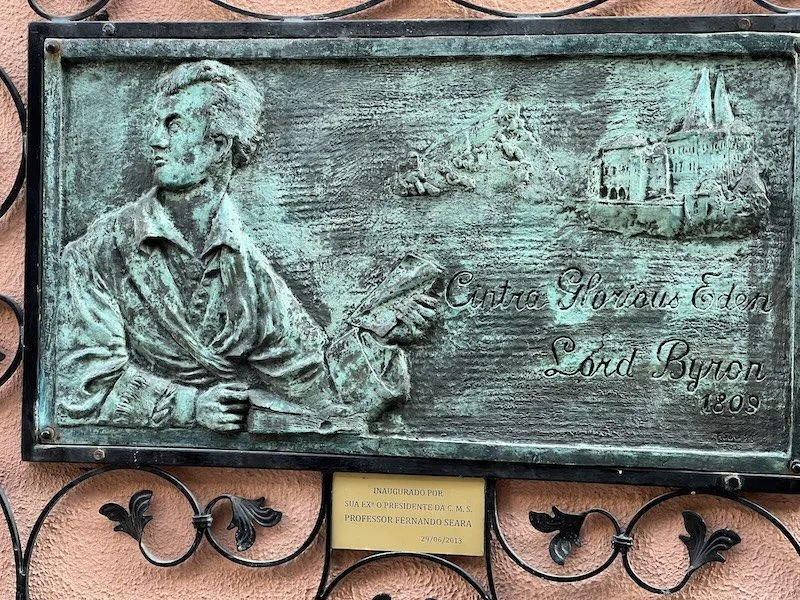 Cintra Glorious Eden
Lord Byron
1809
INAUGURADO POR
SUA EXª O PRESIDENTE DA C. M. S.
PROFESSOR FERNANDO SEARA
29/06/2013